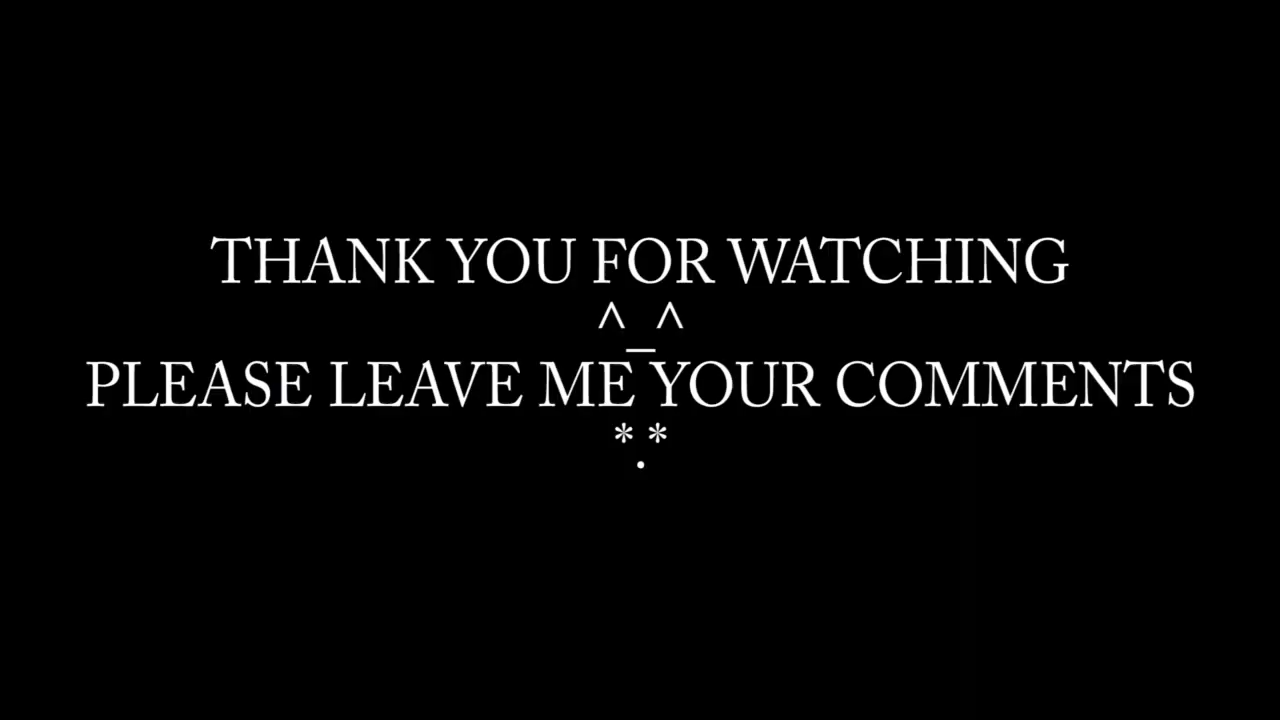 THANK YOU FOR WATCHING
^_^
PLEASE LEAVE ME YOUR COMMENTS
*.*